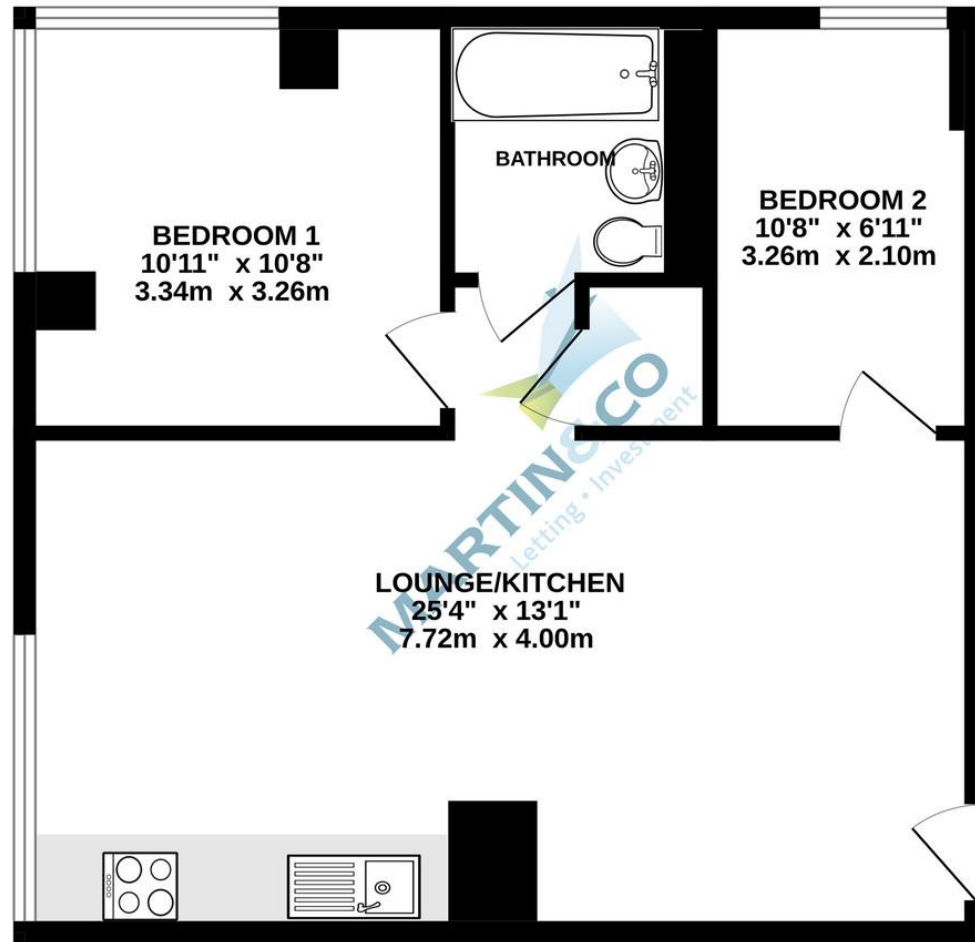 BATHROOM
BEDROOM 1
10'11" x 10'8"
3.34m x 3.26m
BEDROOM 2
10'8" x 6'11"
3.26m x 2.10m
MARTIN&CO
Letting • Investment
LOUNGE/KITCHEN
25'4" x 13'1"
7.72m x 4.00m